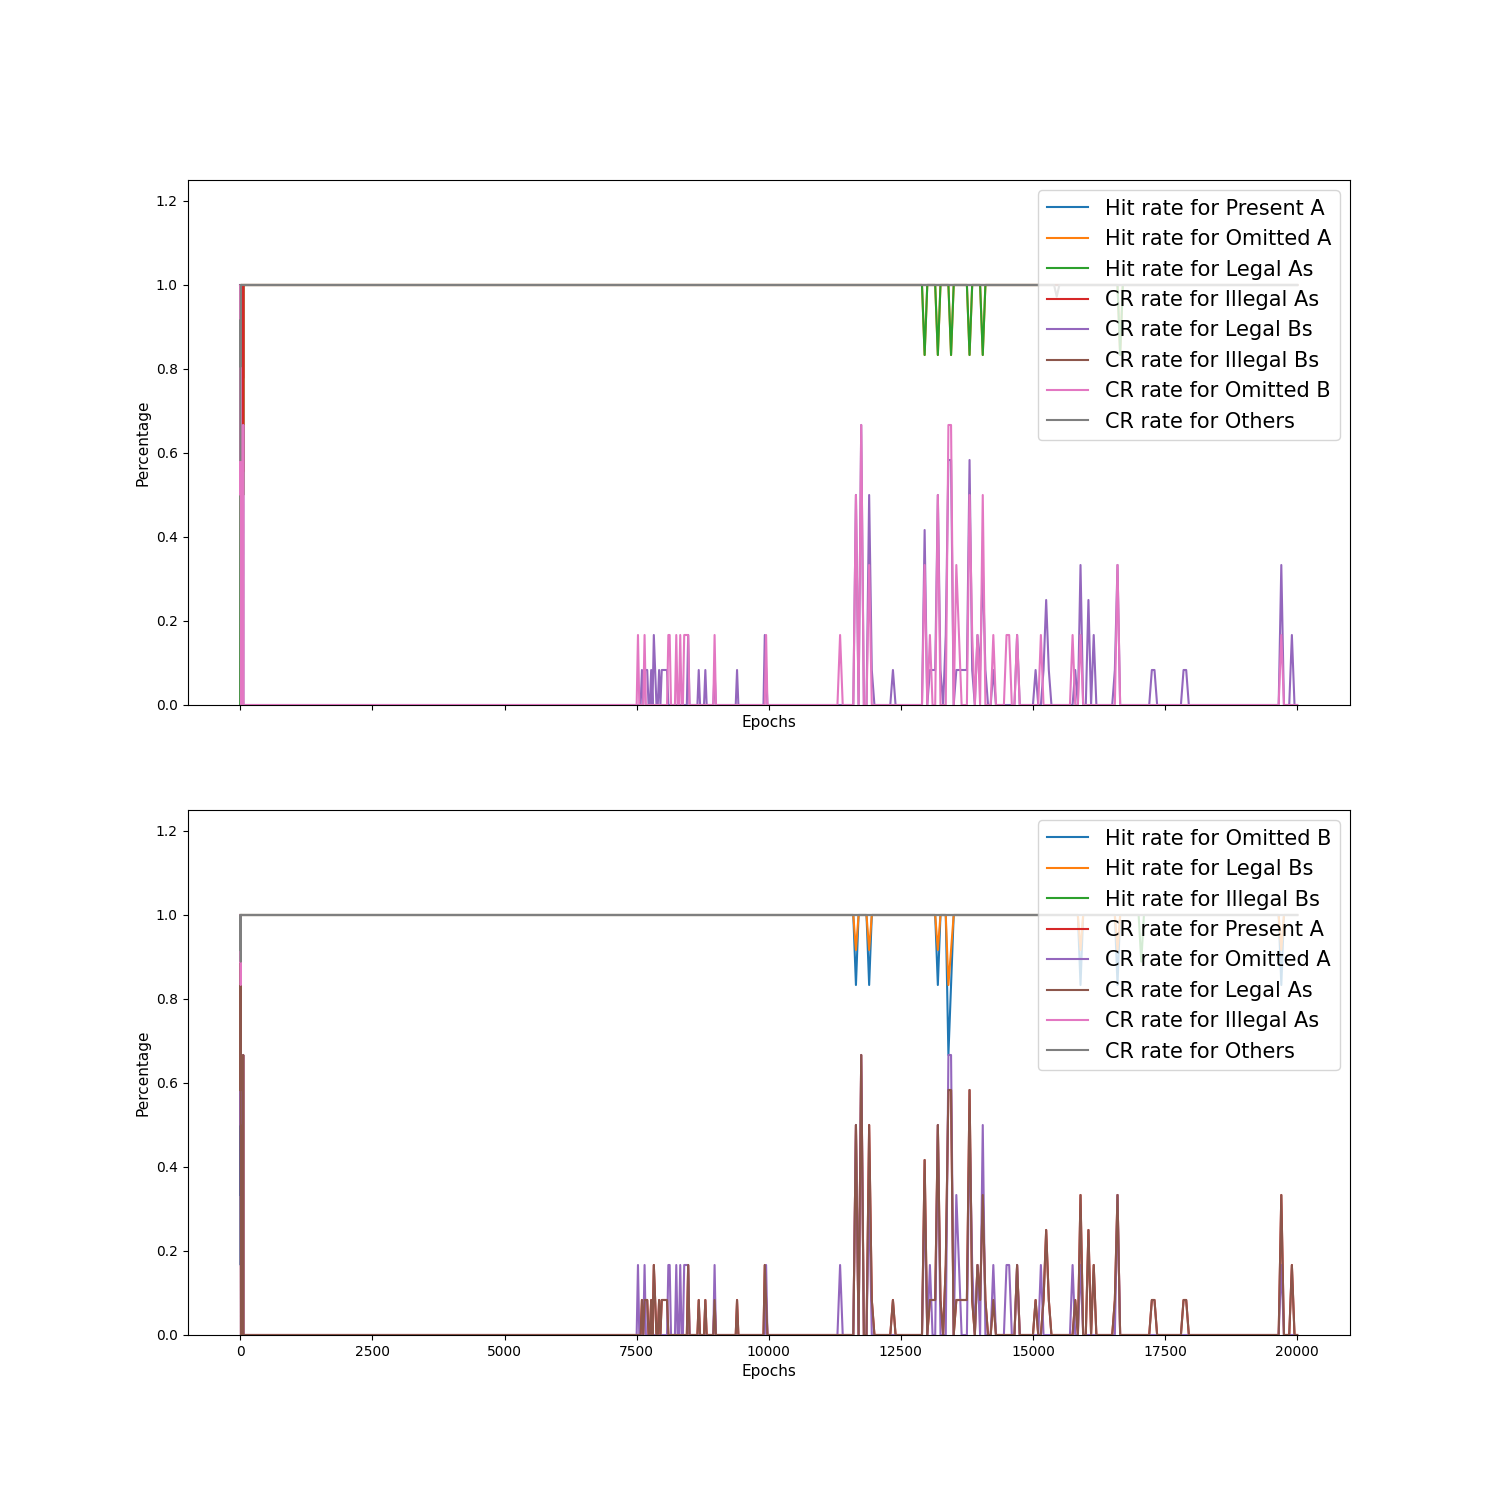 1.2
1.0
0.8
0.6
0.4
0.2
0.0
Percentage
Epochs
Hit rate for Present A
Hit rate for Omitted A
Hit rate for Legal As
CR rate for Illegal As
CR rate for Legal Bs
CR rate for Illegal Bs
CR rate for Omitted B
CR rate for Others
1.2
1.0
0.8
0.6
0.4
0.2
0.0
Percentage
Hit rate for Omitted B
Hit rate for Legal Bs
Hit rate for Illegal Bs
CR rate for Present A
CR rate for Omitted A
CR rate for Legal As
CR rate for Illegal As
CR rate for Others
0 2500 5000 7500 10000 12500 15000 17500 20000
Epochs